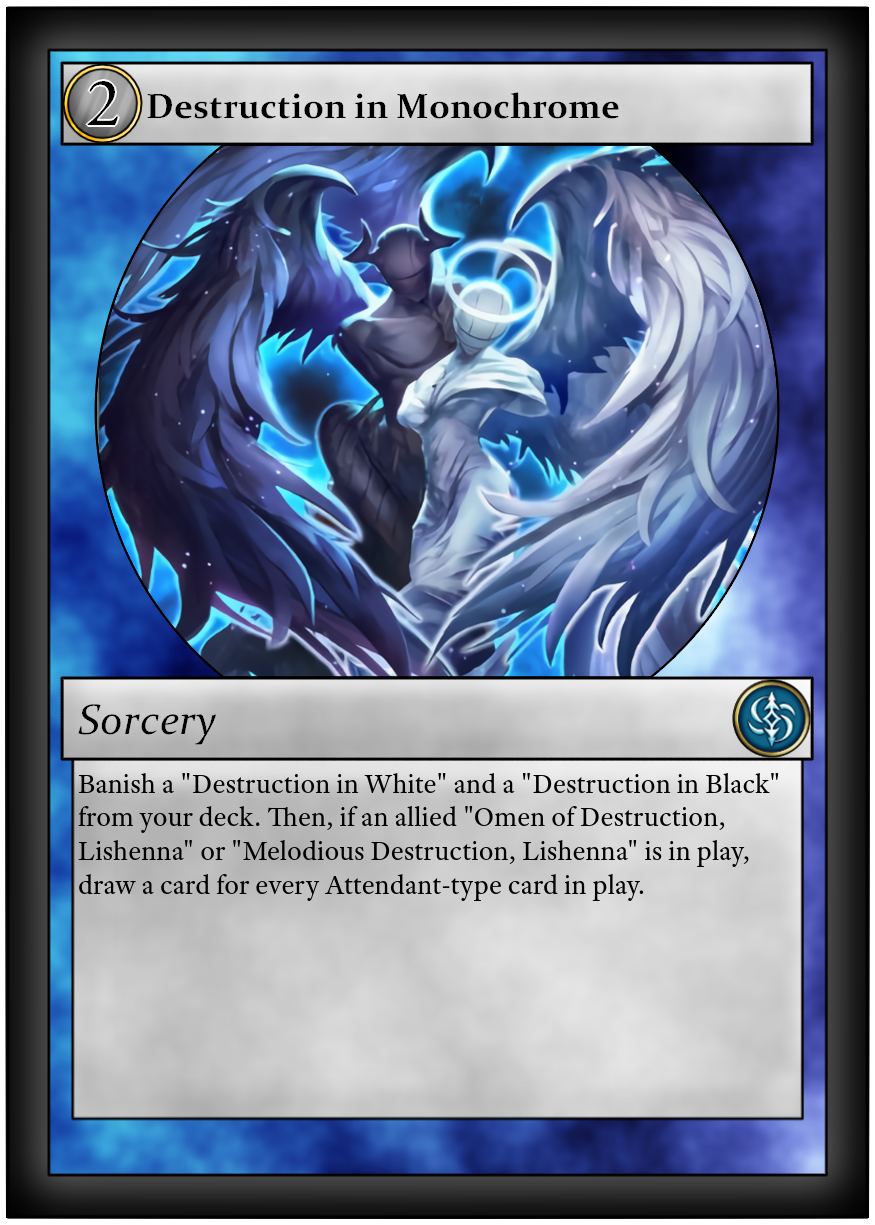 2
Destruction in Monochrome
Sorcery
Banish a "Destruction in White" and a "Destruction in Black"
from your deck. Then, if an allied "Omen of Destruction,
Lishenna" or "Melodious Destruction, Lishenna" is in play,
draw a card for every Attendant-type card in play.